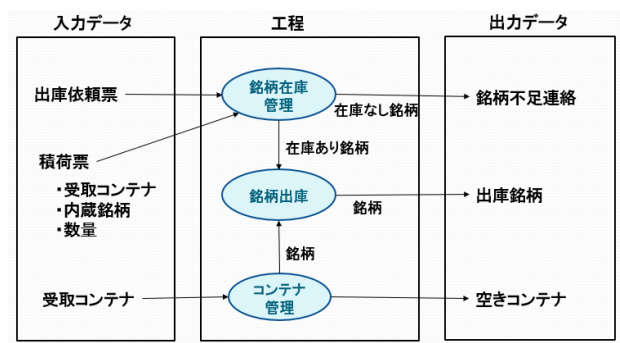 入力データ
工程
出力データ
出庫依頼票
銘柄在庫
管理
在庫なし銘柄
銘柄不足連絡
積荷票
・受取コンテナ
・内蔵銘柄
・数量
在庫あり銘柄
銘柄出庫
銘柄
出庫銘柄
銘柄
受取コンテナ
コンテナ
管理
空きコンテナ